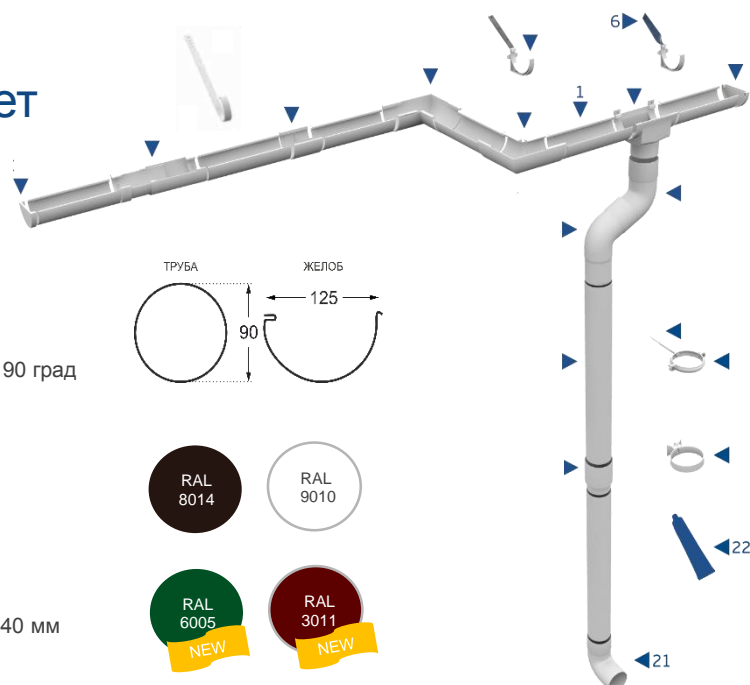 6
ет
1
ТРУБА
ЖЕЛОБ
125
90
90 град
RAL
8014
RAL
9010
22
RAL
6005
NEW
RAL
3011
NEW
40 мм
21